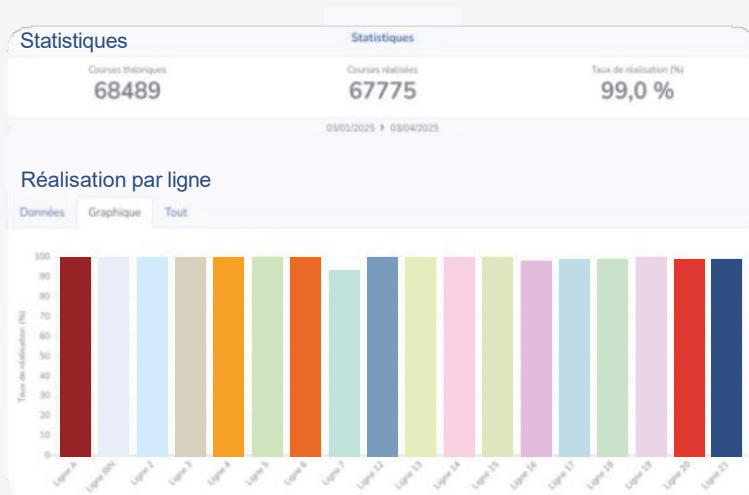 Statistiques
Statistiques
Courses théoriques
Courses réalisées
Taux de réalisation (%)
68489
67775
99,0 %
03/01/2025 > 03/04/2025
Réalisation par ligne
Données
Graphique
Tout
Taux de réalisation (%)
100
90
80
70
60
50
40
30
20
10
0
Ligne A
Ligne BIN
Ligne 2
Ligne 3
Ligne 4
Ligne 5
Ligne 6
Ligne 7
Ligne 12
Ligne 13
Ligne 14
Ligne 15
Ligne 16
Ligne 17
Ligne 18
Ligne 19
Ligne 20
Ligne 21